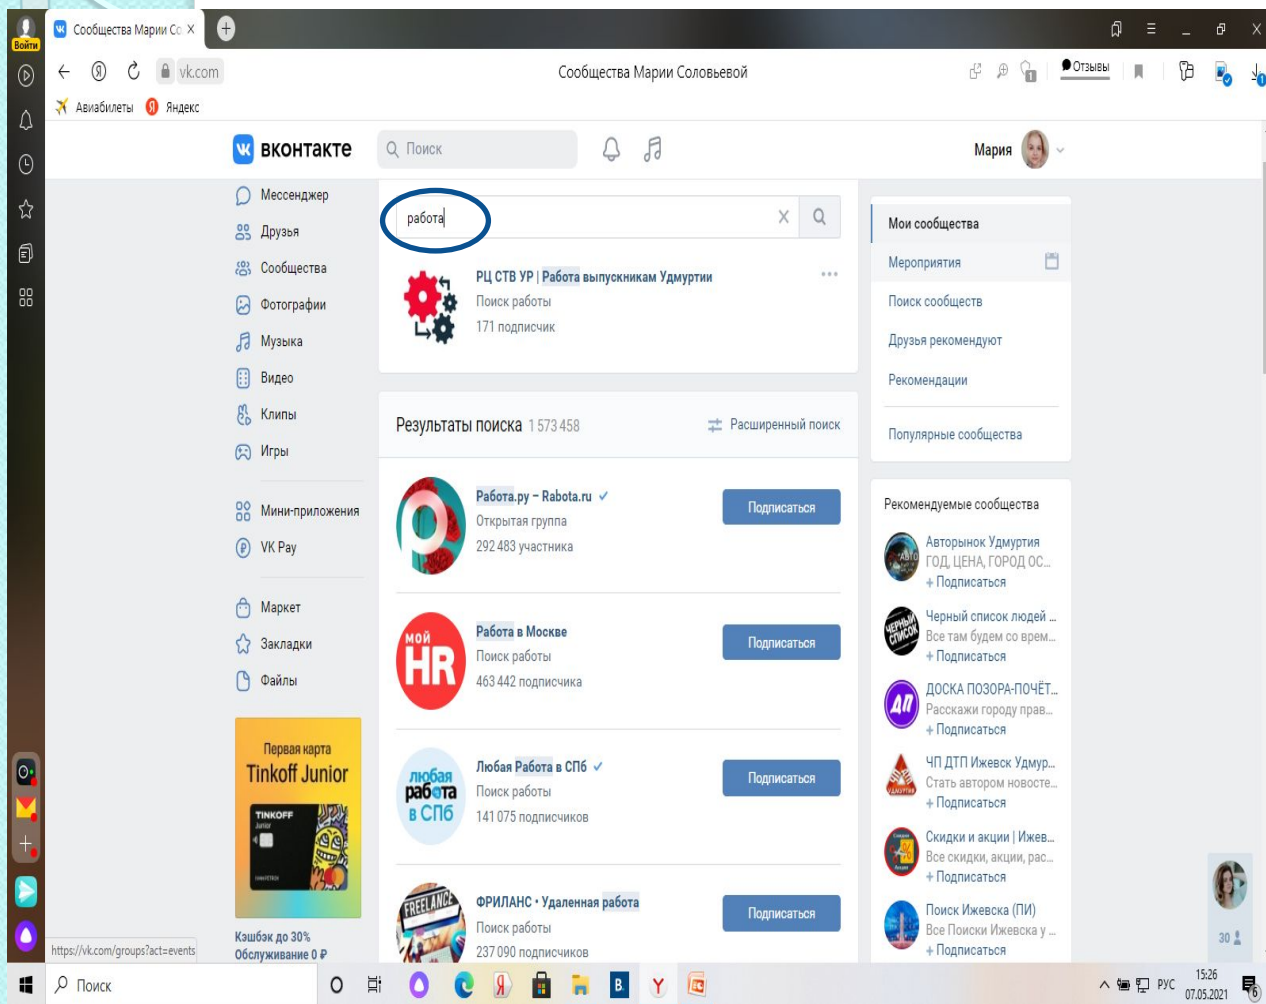 Войти
Сообщества Марии Со
vk.com
Сообщества Марии Соловьевой
Отзывы
Авиабилеты
Яндекс
вконтакте
Поиск
Мария
Мессенджер
Друзья
Сообщества
Фотографии
Музыка
Видео
Клипы
Игры
Мини-приложения
VK Pay
Маркет
Закладки
Файлы
Первая карта
Tinkoff Junior
TINKOFF
Junior
Кэшбэк до 30%
Обслуживание 0 ₽
работа
РЦ СТВ УР | Работа выпускникам Удмуртии
Поиск работы
171 подписчик
Результаты поиска 1 573 458
Расширенный поиск
Работа.ру – Rabota.ru
Открытая группа
292 483 участника
Подписаться
МОЙ
HR
Работа в Москве
Поиск работы
463 442 подписчика
Подписаться
любая
работа
в СПб
Любая Работа в СПб
Поиск работы
141 075 подписчиков
Подписаться
FREELANCE
ФРИЛАНС • Удаленная работа
Поиск работы
237 090 подписчиков
Подписаться
Мои сообщества
Мероприятия
Поиск сообществ
Друзья рекомендуют
Рекомендации
Популярные сообщества
Рекомендуемые сообщества
Авторынок Удмуртия
ГОД, ЦЕНА, ГОРОД ОС...
+ Подписаться
ЧЕРНЫЙ
СПИСОК
Черный список людей ...
Все там будем со врем...
+ Подписаться
ДП
ДОСКА ПОЗОРА-ПОЧЁТ...
Расскажи городу прав...
+ Подписаться
ЧП ДТП Ижевск Удмур...
Стать автором новосте...
+ Подписаться
Скидки и акции | Ижев...
Все скидки, акции, рас...
+ Подписаться
Поиск Ижевска (ПИ)
Все Поиски Ижевска у ...
+ Подписаться
30
https://vk.com/groups?act=events
Поиск
РУС
15:26
07.05.2021
6